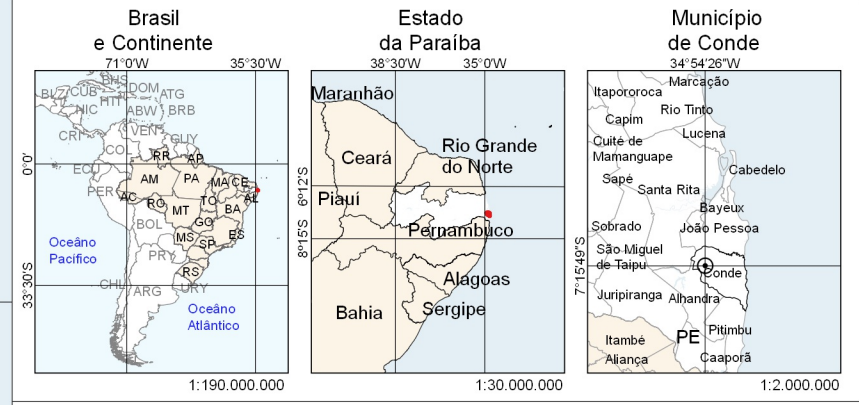 Brasil
e Continente
71°0'W
35°30'W
BHS
BLZ
CUB
DOM
ATG
HTI
NIC
ABW
BRB
CRI
VEN
GUY
COL
RR
AP
0°0'
ECU
AM
PA
MA
CE
PER
AC
RO
TO
AL
MT
BA
BOL
GO
MS
ES
SP
Oceâno
Pacífico
PRY
RS
33°30'S
CHL
ARG
URY
Oceâno
Atlântico
1:190.000.000
Estado
da Paraíba
38°30'W
35°0'W
Maranhão
Ceará
Rio Grande
do Norte
6°12'S
Piauí
Pernambuco
8°15'S
Alagoas
Bahia
Sergipe
1:30.000.000
Município
de Conde
34°54'26"W
Marcação
Itapororoca
Rio Tinto
Capim
Lucena
Cuité de
Mamanguape
Cabedelo
Sapé
Santa Rita
Bayeux
Sobrado
João Pessoa
São Miguel
de Taipu
7°15'49"S
Conde
Juripiranga
Alhandra
Pitimbu
PE
Itambé
Aliança
Caaporã
1:2.000.000